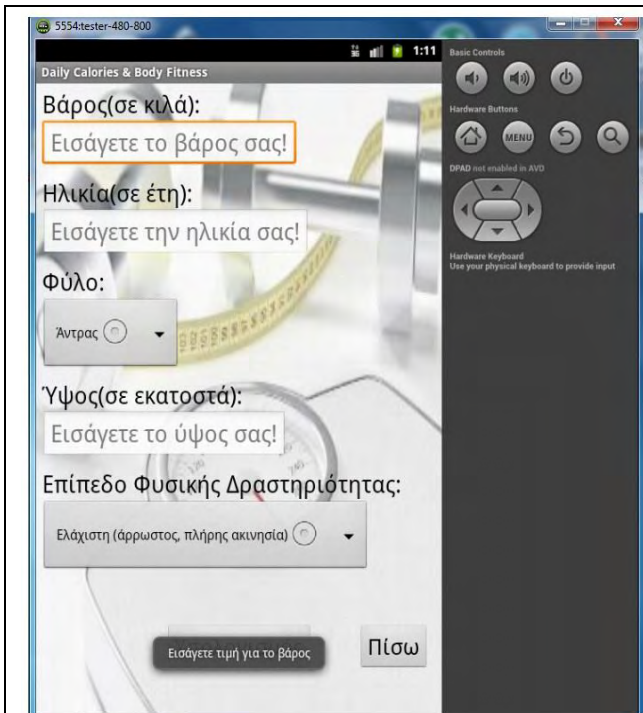 5554:tester-480-800
3G 1:11
Daily Calories & Body Fitness
Βάρος(σε κιλά):
Εισάγετε το βάρος σας!
Ηλικία(σε έτη):
Εισάγετε την ηλικία σας!
Φύλο:
Άντρας
Ύψος(σε εκατοστά):
Εισάγετε το ύψος σας!
Επίπεδο Φυσικής Δραστηριότητας:
Ελάχιστη (άρρωστος, πλήρης ακινησία)
Εισάγετε τιμή για το βάρος
Πίσω
Basic Controls
Hardware Buttons
MENU
DPAD not enabled in AVD
Hardware Keyboard
Use your physical keyboard to provide input